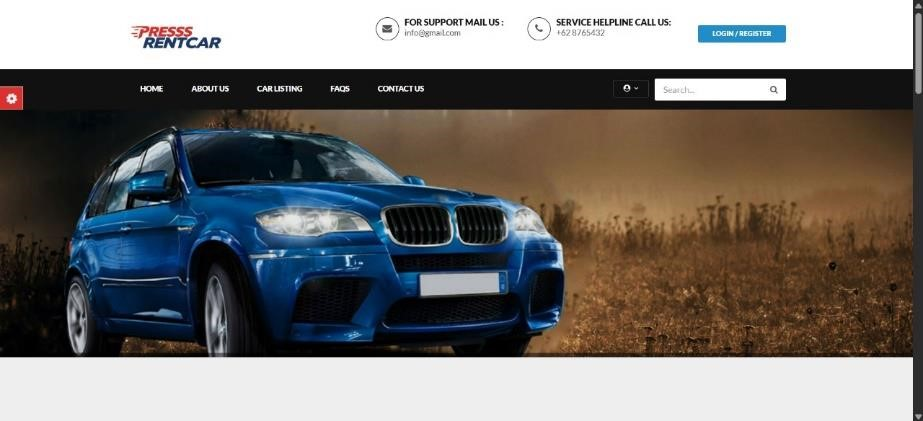 PRESSS
RENTCAR
FOR SUPPORT MAIL US :
info@gmail.com
SERVICE HELPLINE CALL US:
+62 8765432
LOGIN / REGISTER
HOME
ABOUT US
CAR LISTING
FAQS
CONTACT US
Search...